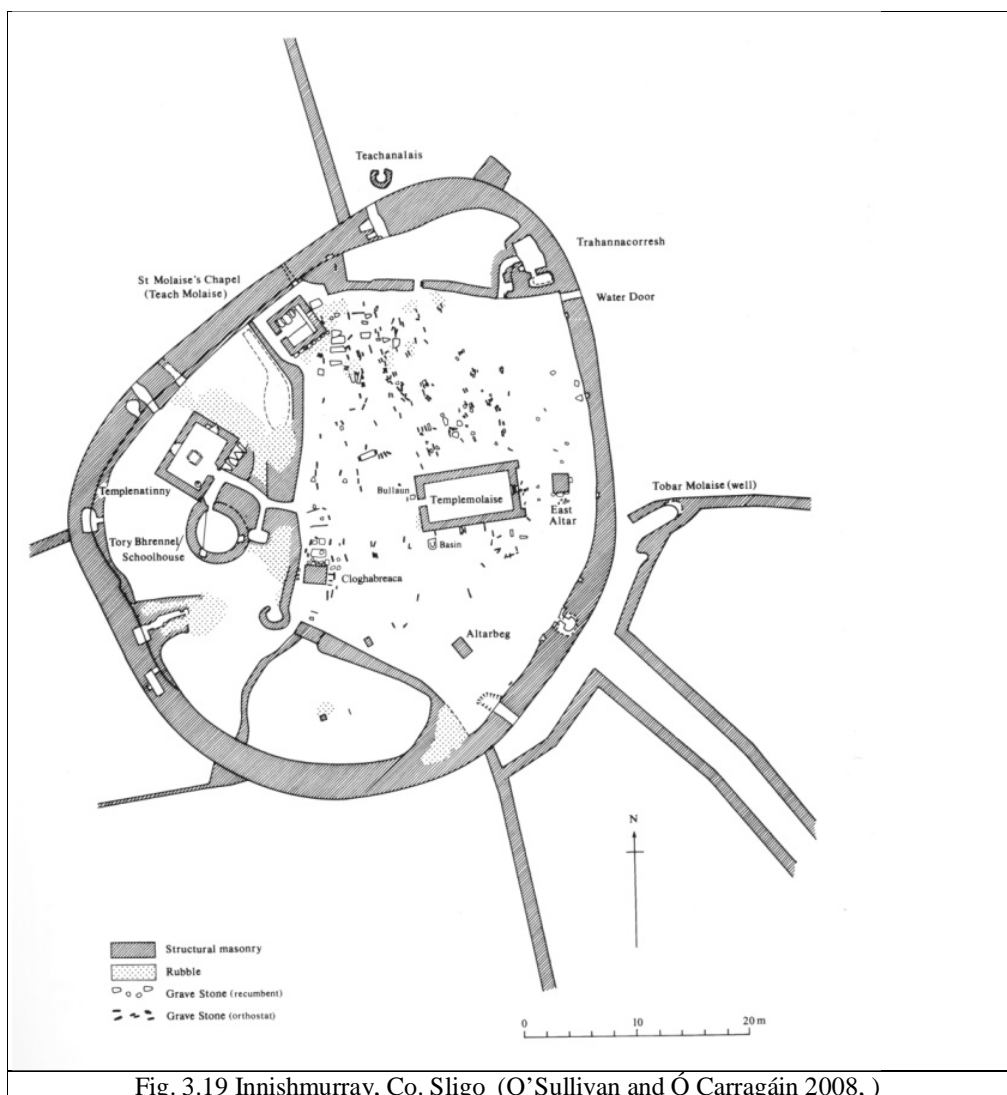 Teachanalais
Trahannacorresh
St Molaise's Chapel
(Teach Molaise)
Water Door
Tobar Molaise (well)
Bullaun
Templemolaise
Templenatinny
East
Altar
Basin
Tory Bhrennel/
Schoolhouse
Cloghabreaca
Altarbeg
N
Structural masonry
Rubble
Grave Stone (recumbent)
Grave Stone (orthostat)
0 10 20 m
Fig. 3.19 Innishmurray, Co. Sligo (O'Sullivan and Ó Carragáin 2008, )